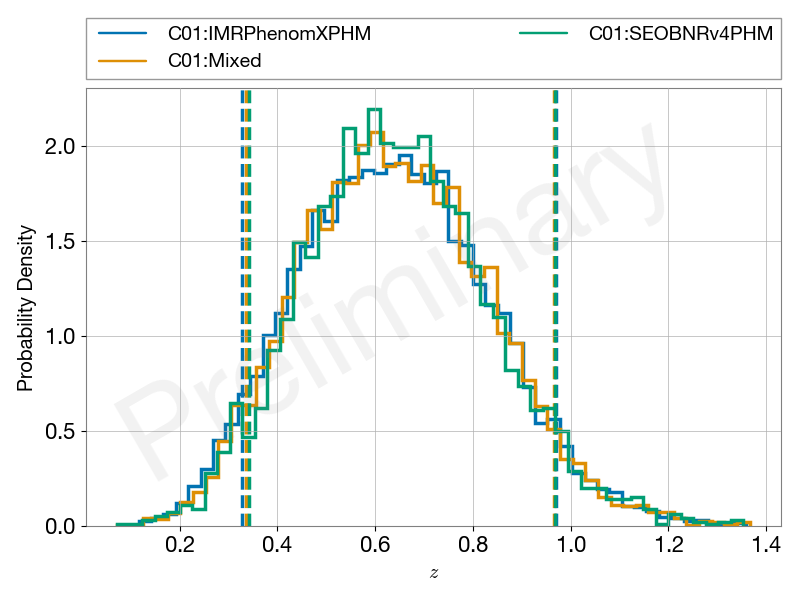 C01:IMRPhenomXPHM
C01:Mixed
C01:SEOBNRv4PHM
Preliminary
Probability Density
2.0
1.5
1.0
0.5
0.0
0.2 0.4 0.6 0.8 1.0 1.2 1.4
z